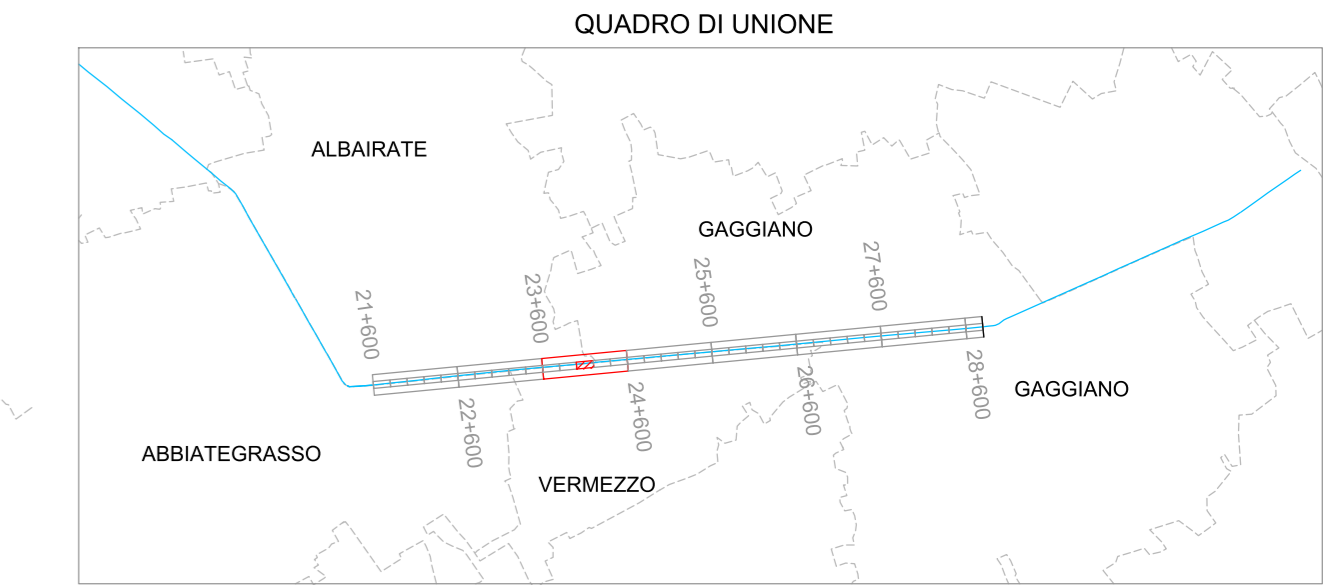 QUADRO DI UNIONE
ALBAIRATE
GAGGIANO
21+600
23+600
25+600
27+600
22+600
24+600
26+600
28+600
GAGGIANO
ABBIATEGRASSO
VERMEZZO